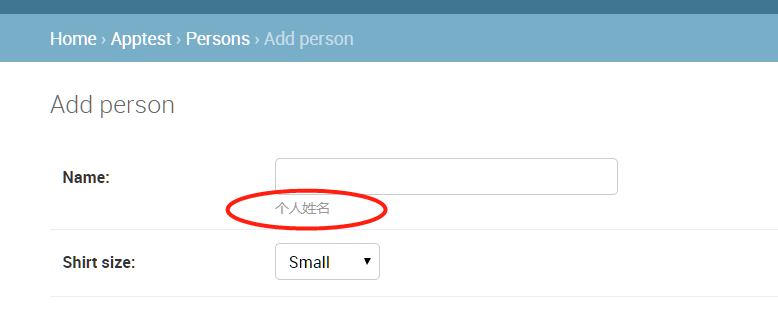 Home › Apptest › Persons › Add person
Add person
Name:
个人姓名
Shirt size: Small